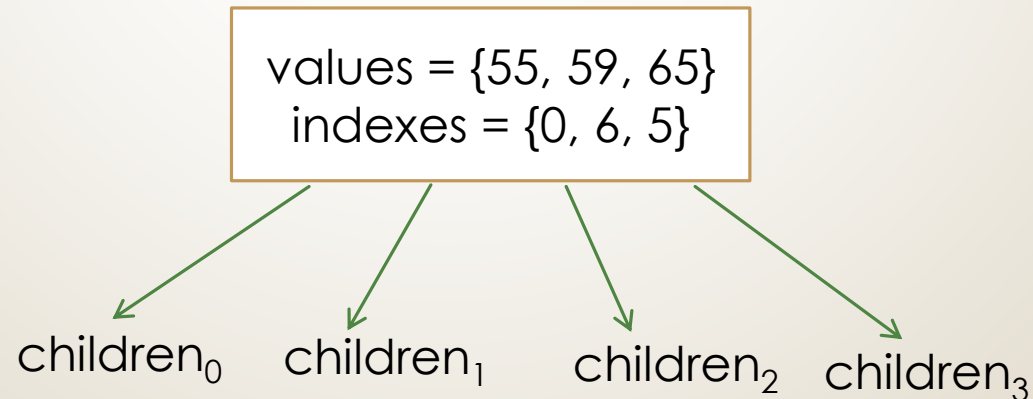 values = {55, 59, 65}
indexes = {0, 6, 5}
children₀ children₁ children₂ children₃